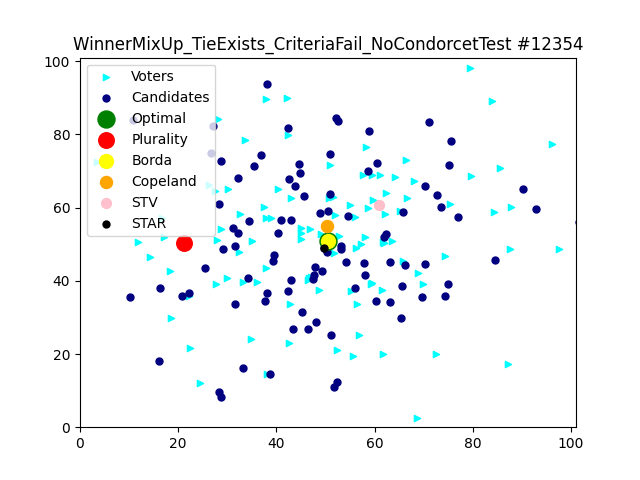 WinnerMixUp_TieExists_CriteriaFail_NoCondorcetTest #12354
100
80
60
40
20
0
Voters
Candidates
Optimal
Plurality
Borda
Copeland
STV
STAR
0 20 40 60 80 100